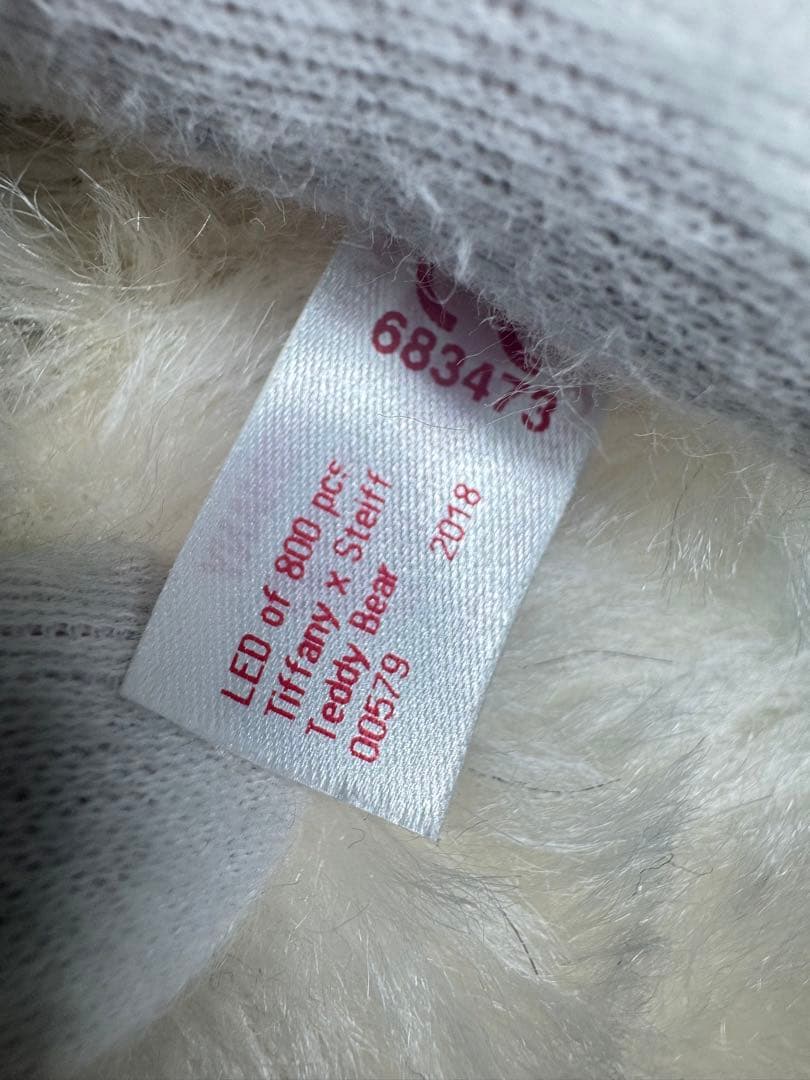 683473
LED of 800 pcs
Tiffany x Steiff
Teddy Bear
00579
2018